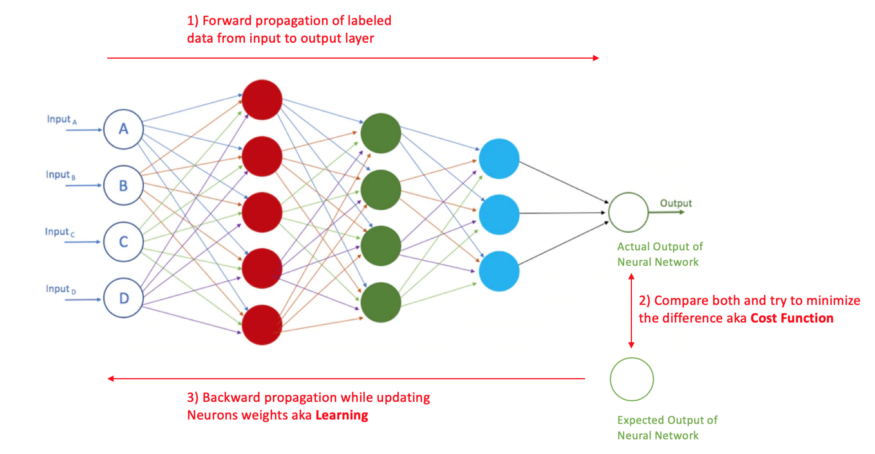 1) Forward propagation of labeled
data from input to output layer
Input A
A
Input B
B
Input C
C
Input D
D
Output
Actual Output of
Neural Network
2) Compare both and try to minimize
the difference aka Cost Function
3) Backward propagation while updating
Neurons weights aka Learning
Expected Output of
Neural Network